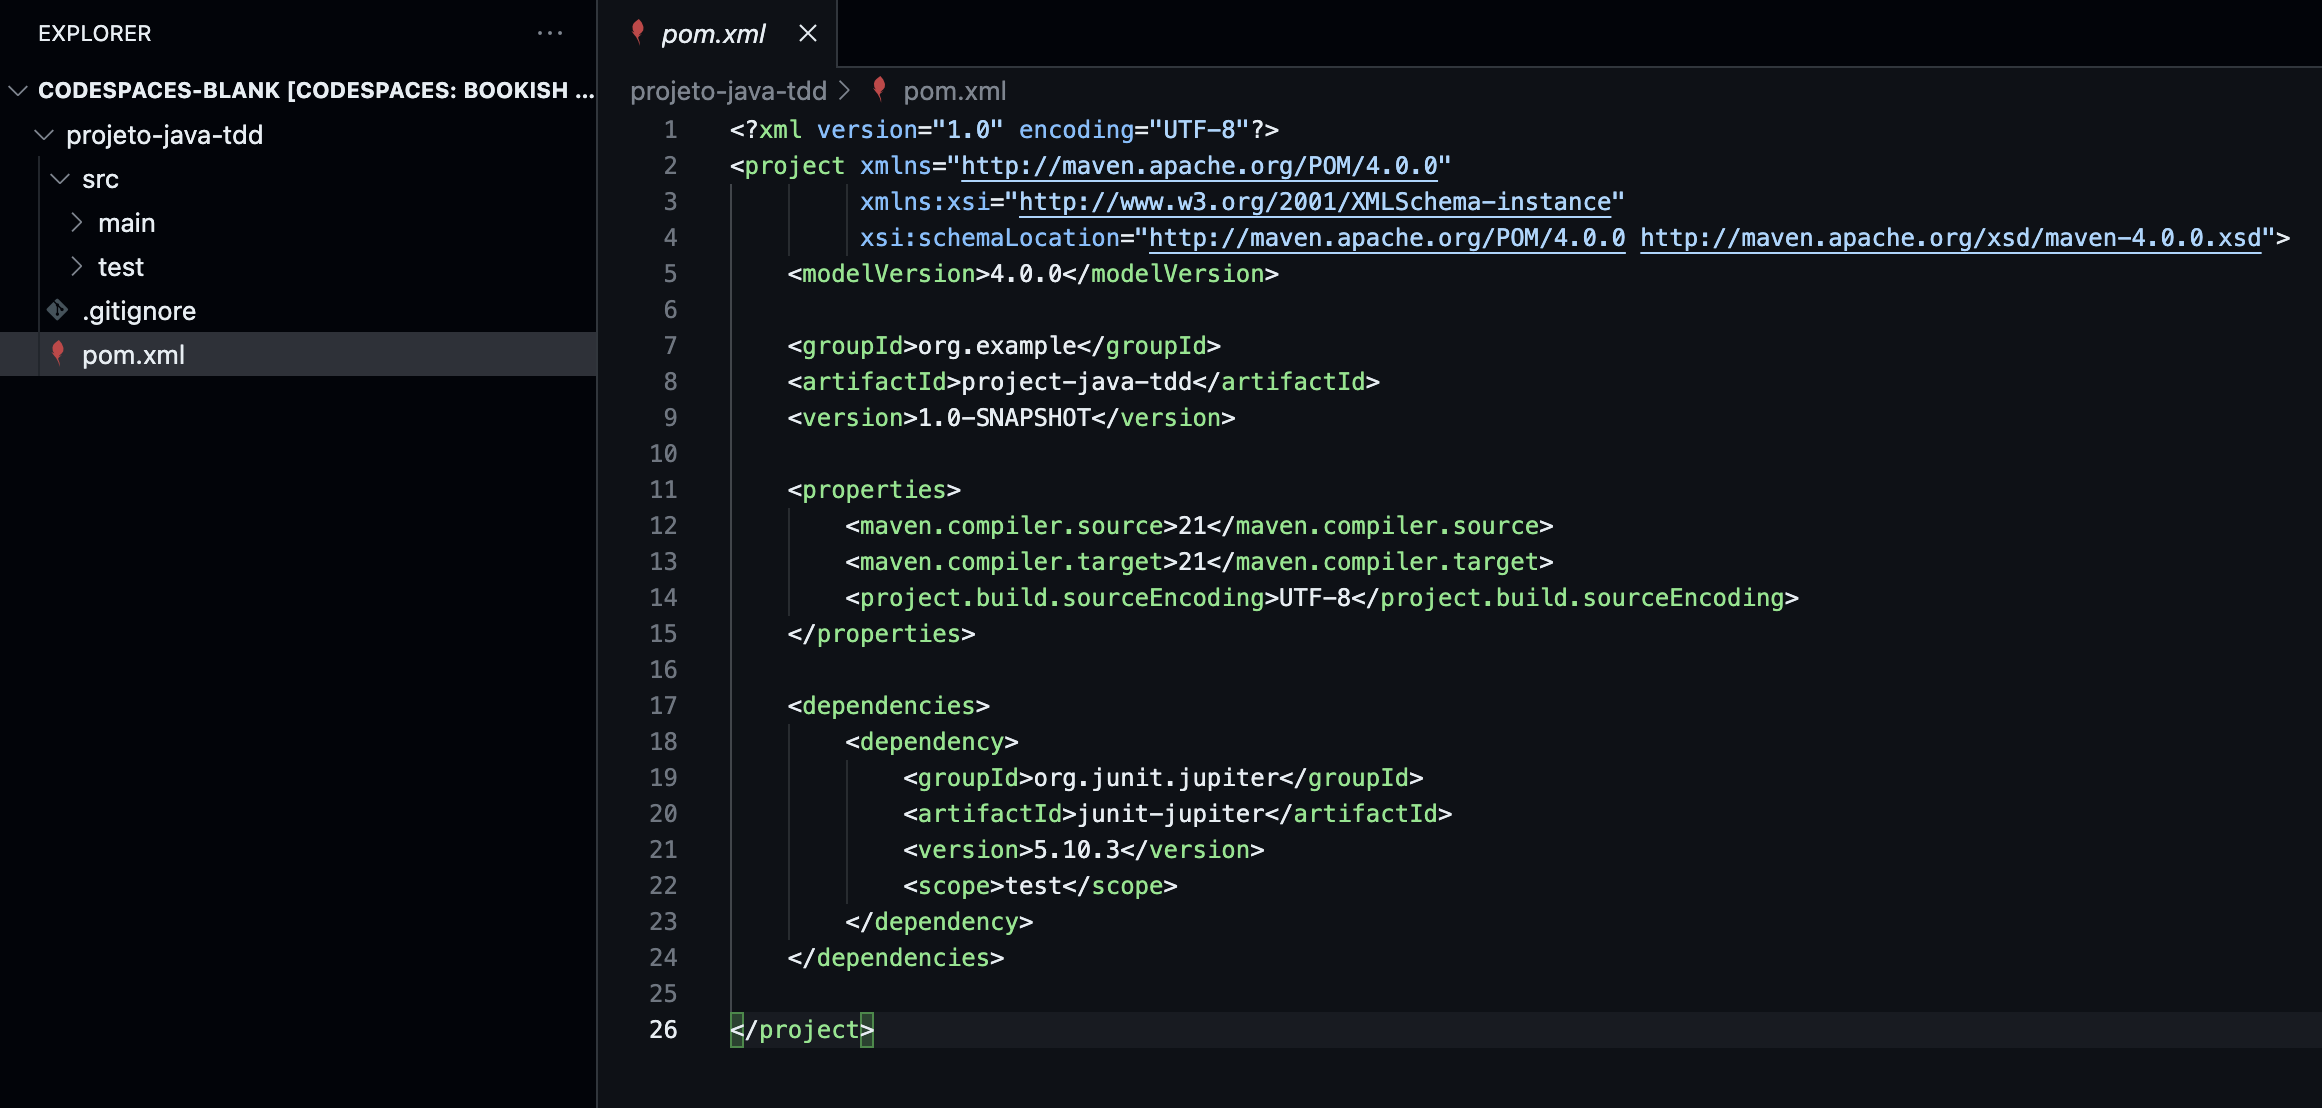 EXPLORER
CODESPACES-BLANK [CODESPACES: BOOKISH ...
projeto-java-tdd
src
main
test
.gitignore
pom.xml
pom.xml
projeto-java-tdd > pom.xml
1 <?xml version="1.0" encoding="UTF-8"?>
2 <project xmlns="http://maven.apache.org/POM/4.0.0"
3 xmlns:xsi="http://www.w3.org/2001/XMLSchema-instance"
4 xsi:schemaLocation="http://maven.apache.org/POM/4.0.0 http://maven.apache.org/xsd/maven-4.0.0.xsd">
5 <modelVersion>4.0.0</modelVersion>
6
7 <groupId>org.example</groupId>
8 <artifactId>project-java-tdd</artifactId>
9 <version>1.0-SNAPSHOT</version>
10
11 <properties>
12 <maven.compiler.source>21</maven.compiler.source>
13 <maven.compiler.target>21</maven.compiler.target>
14 <project.build.sourceEncoding>UTF-8</project.build.sourceEncoding>
15 </properties>
16
17 <dependencies>
18 <dependency>
19 <groupId>org.junit.jupiter</groupId>
20 <artifactId>junit-jupiter</artifactId>
21 <version>5.10.3</version>
22 <scope>test</scope>
23 </dependency>
24 </dependencies>
25
26 </project>